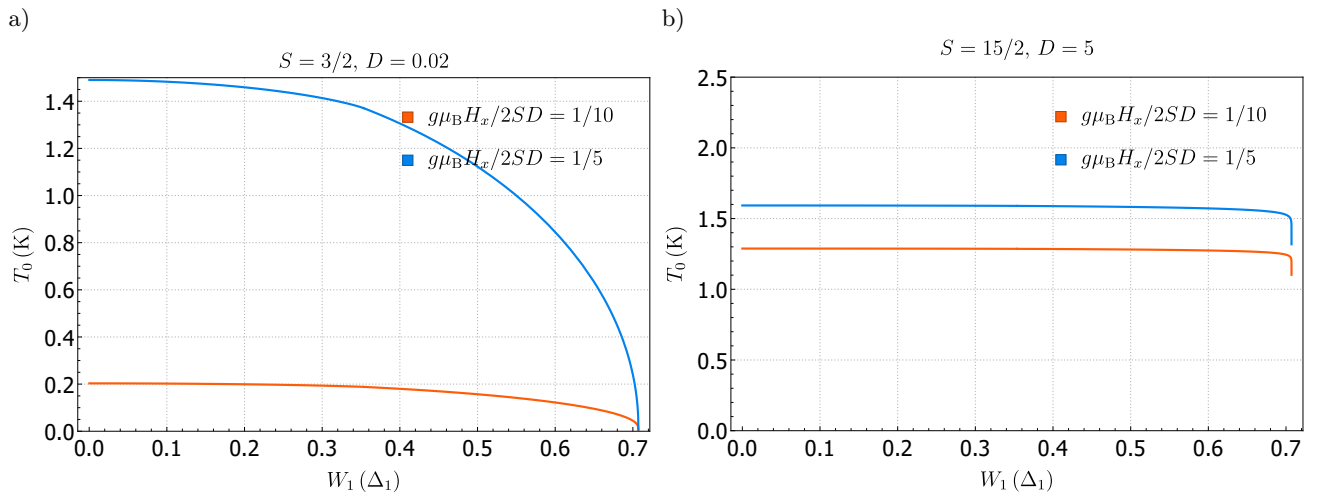 a)
S = 3/2, D = 0.02
gμ_B H_x/2SD = 1/10
gμ_B H_x/2SD = 1/5
T_0 (K)
1.4
1.2
1.0
0.8
0.6
0.4
0.2
0.0
0.0 0.1 0.2 0.3 0.4 0.5 0.6 0.7
W_1 (Δ_1)
b)
S = 15/2, D = 5
gμ_B H_x/2SD = 1/10
gμ_B H_x/2SD = 1/5
T_0 (K)
2.5
2.0
1.5
1.0
0.5
0.0
0.0 0.1 0.2 0.3 0.4 0.5 0.6 0.7
W_1 (Δ_1)